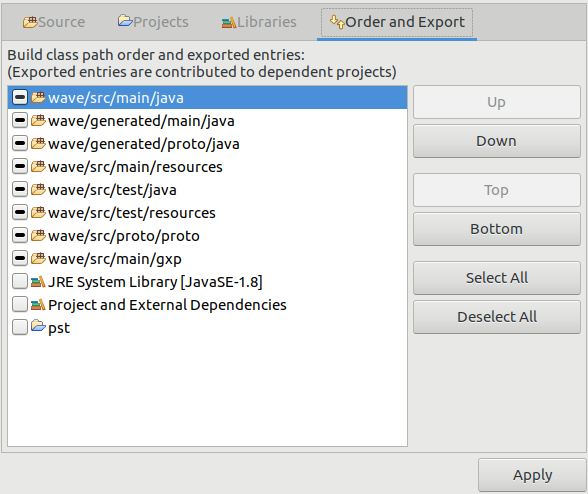 Source Projects Libraries Order and Export
Build class path order and exported entries:
(Exported entries are contributed to dependent projects)
wave/src/main/java
wave/generated/main/java
wave/generated/proto/java
wave/src/main/resources
wave/src/test/java
wave/src/test/resources
wave/src/proto/proto
wave/src/main/gxp
JRE System Library [JavaSE-1.8]
Project and External Dependencies
pst
Up
Down
Top
Bottom
Select All
Deselect All
Apply